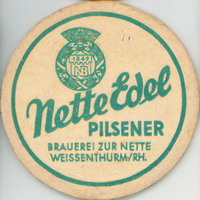 Nette Edel
PILSENER
BRAUEREI ZUR NETTE
WEISSENTHURM/RH.